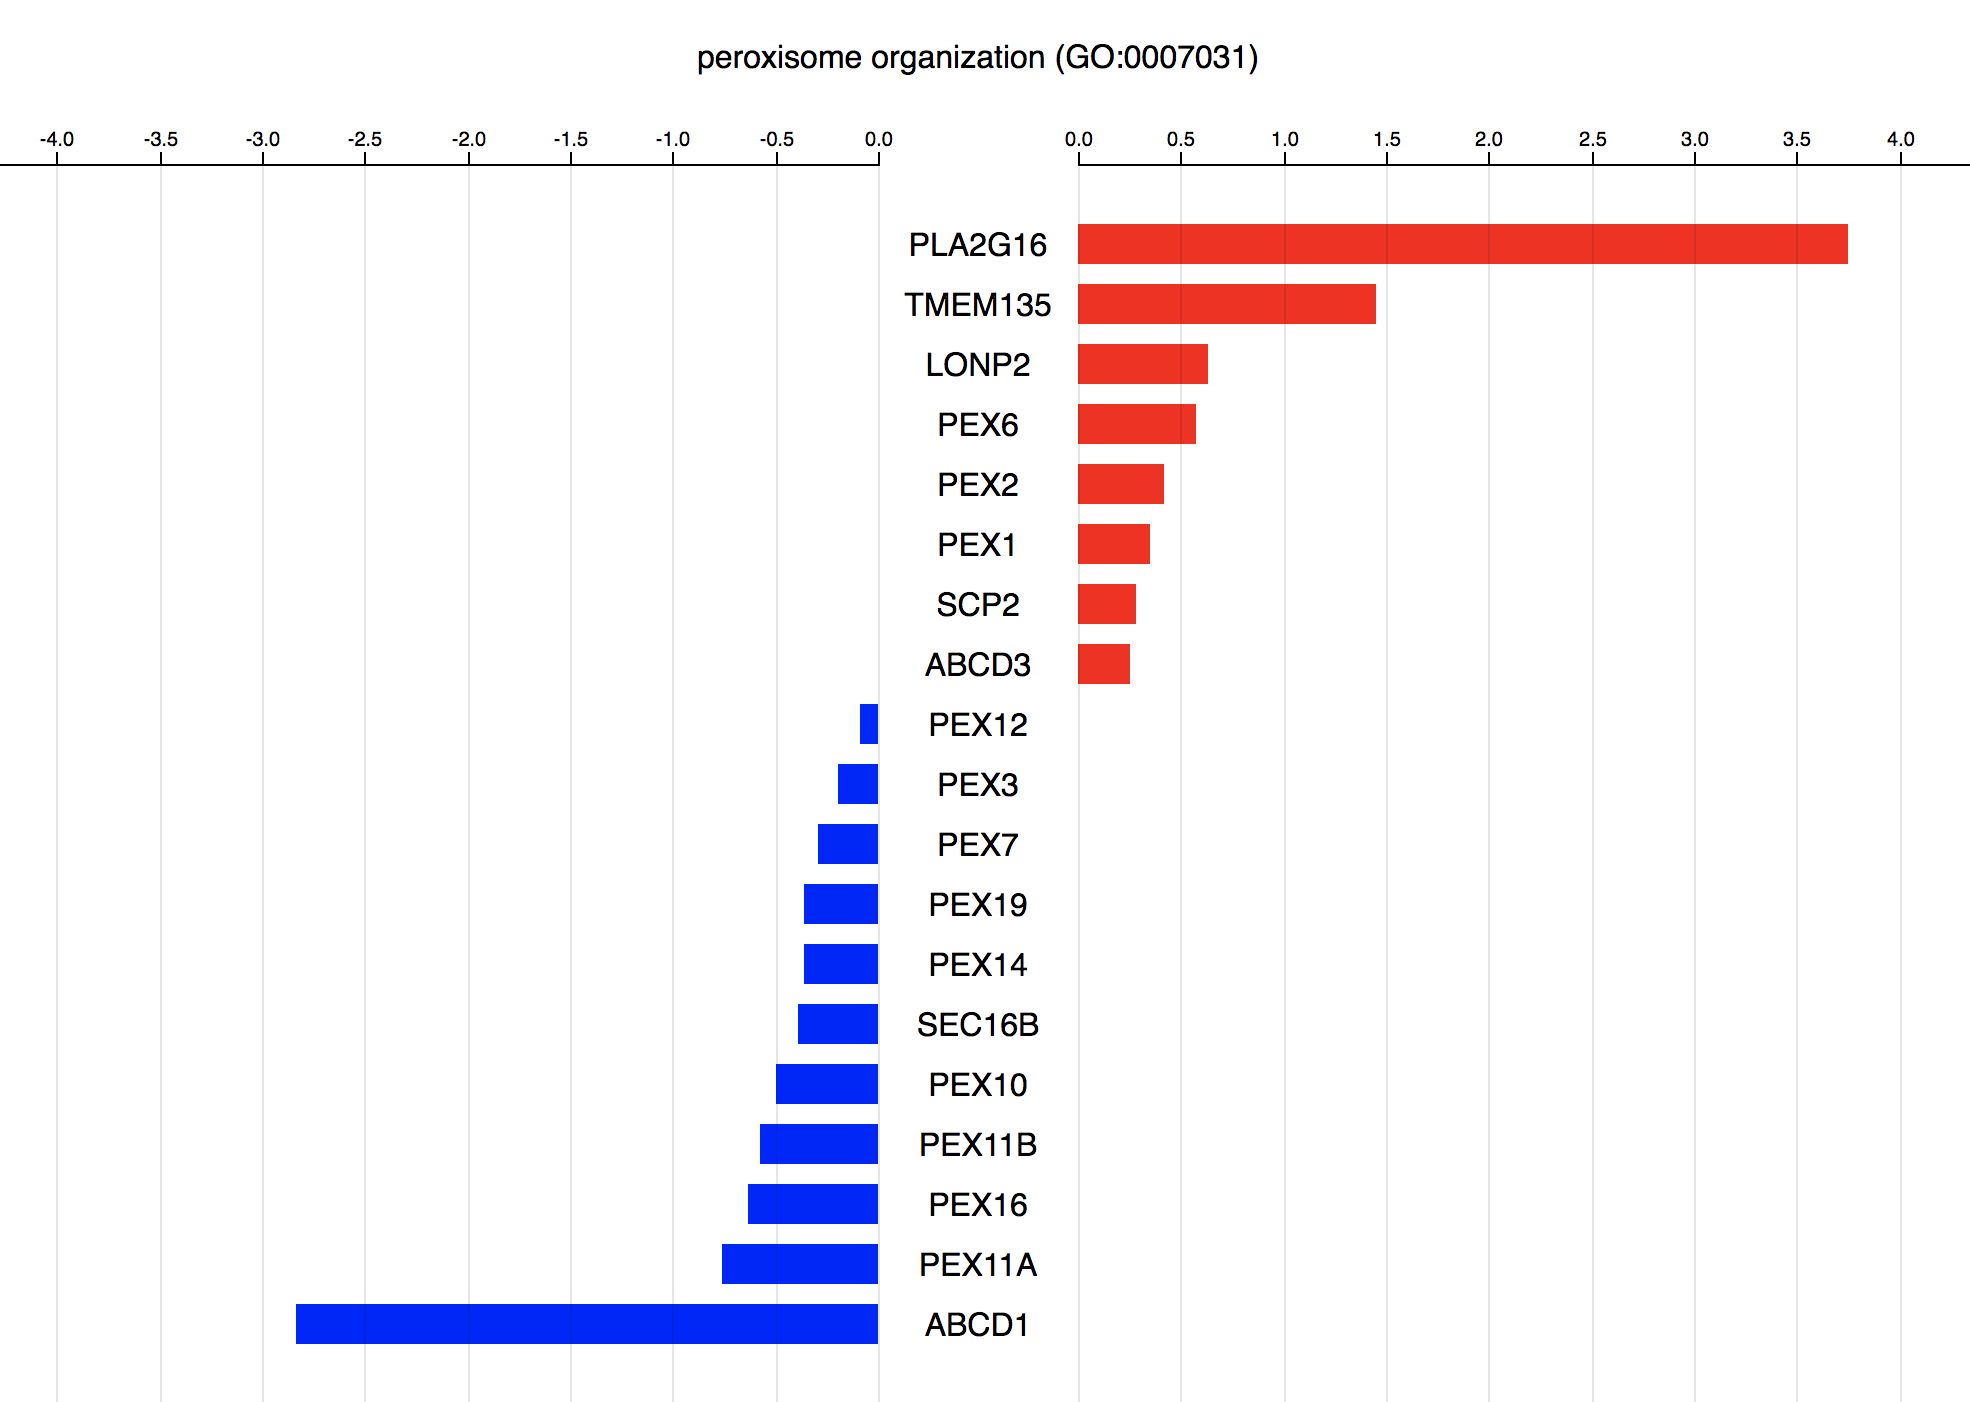 peroxisome organization (GO:0007031)
-4.0 -3.5 -3.0 -2.5 -2.0 -1.5 -1.0 -0.5 0.0 0.0 0.5 1.0 1.5 2.0 2.5 3.0 3.5 4.0
PLA2G16
TMEM135
LONP2
PEX6
PEX2
PEX1
SCP2
ABCD3
PEX12
PEX3
PEX7
PEX19
PEX14
SEC16B
PEX10
PEX11B
PEX16
PEX11A
ABCD1